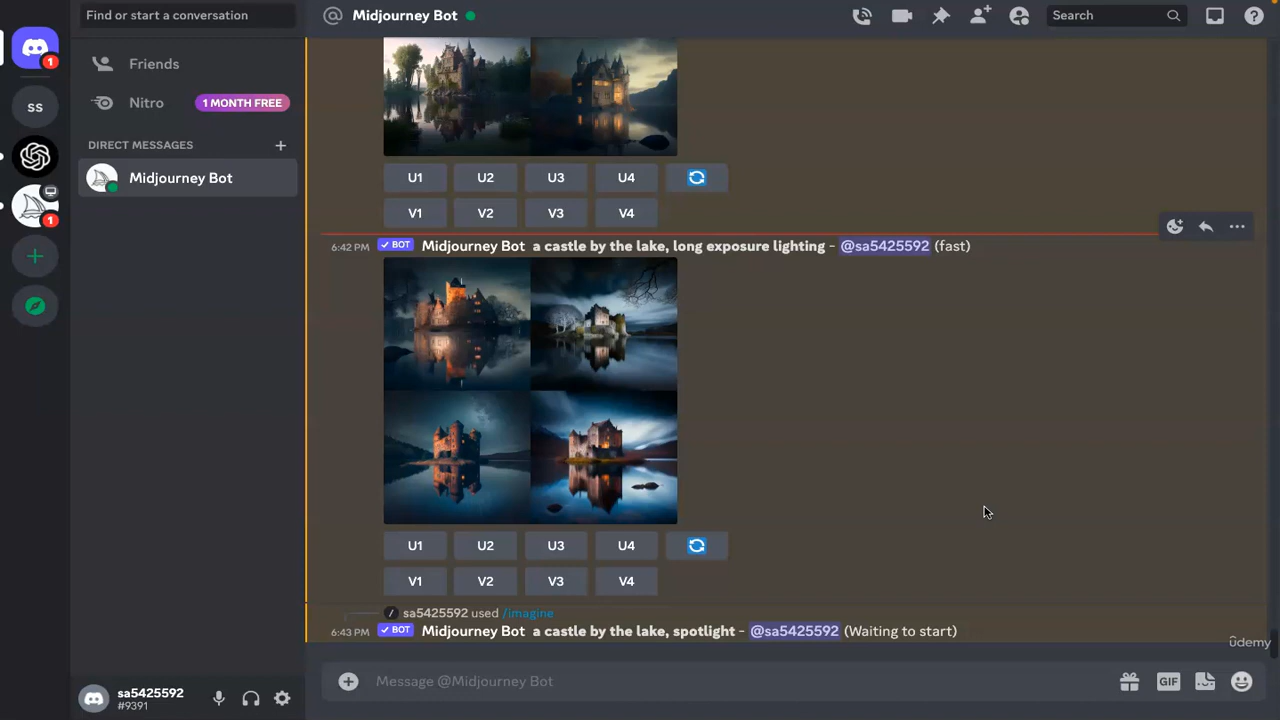 Find or start a conversation
Midjourney Bot
Search
1
Friends
Nitro
1 MONTH FREE
SS
DIRECT MESSAGES
Midjourney Bot
1
U1 U2 U3 U4
V1 V2 V3 V4
6:42 PM BOT Midjourney Bot a castle by the lake, long exposure lighting - @sa5425592 (fast)
U1 U2 U3 U4
V1 V2 V3 V4
/ sa5425592 used /imagine
6:43 PM BOT Midjourney Bot a castle by the lake, spotlight - @sa5425592 (Waiting to start)
ûdemy
Message @Midjourney Bot
GIF
sa5425592
#9391